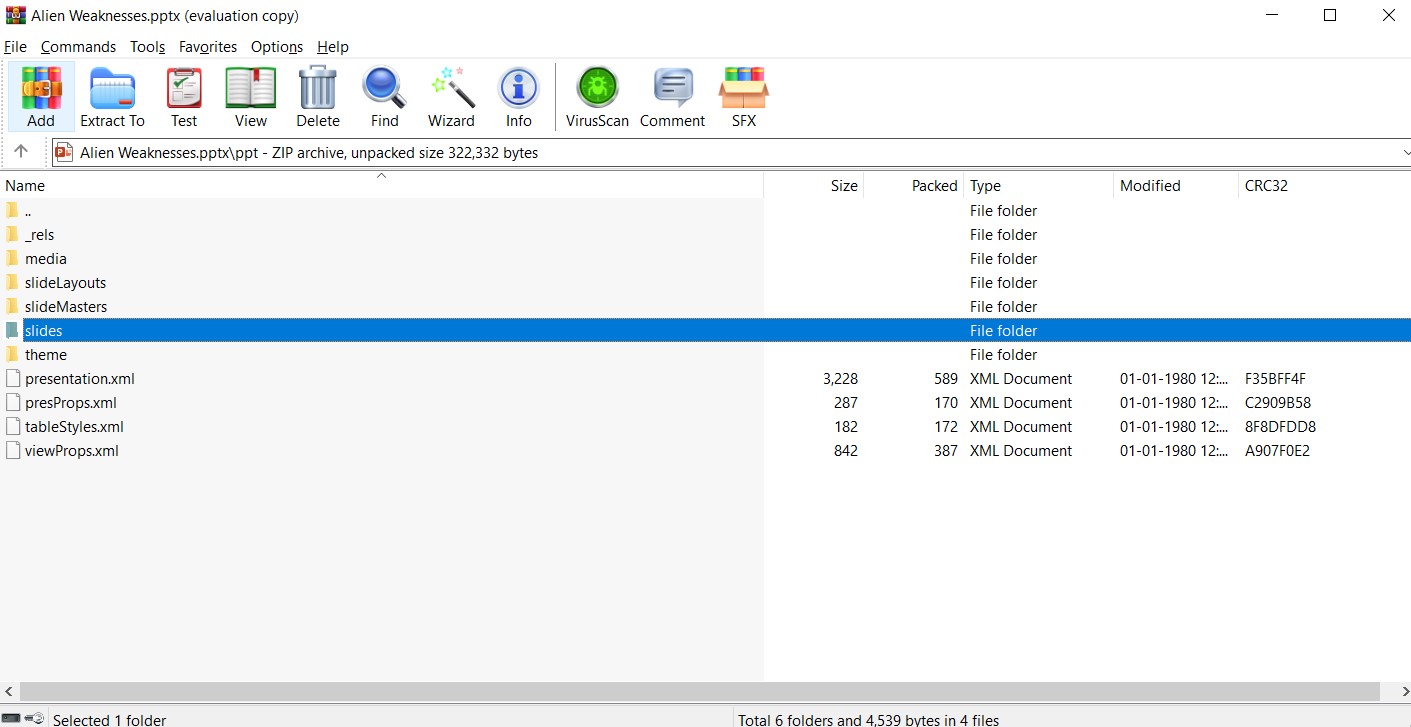 Alien Weaknesses.pptx (evaluation copy)
File Commands Tools Favorites Options Help
Add Extract To Test View Delete Find Wizard Info VirusScan Comment SFX
Alien Weaknesses.pptx\ppt - ZIP archive, unpacked size 322,332 bytes
Name Size Packed Type Modified CRC32
.. File folder
_rels File folder
media File folder
slideLayouts File folder
slideMasters File folder
slides File folder
theme File folder
presentation.xml 3,228 589 XML Document 01-01-1980 12:... F35BFF4F
presProps.xml 287 170 XML Document 01-01-1980 12:... C2909B58
tableStyles.xml 182 172 XML Document 01-01-1980 12:... 8F8DFDD8
viewProps.xml 842 387 XML Document 01-01-1980 12:... A907F0E2
Selected 1 folder Total 6 folders and 4,539 bytes in 4 files